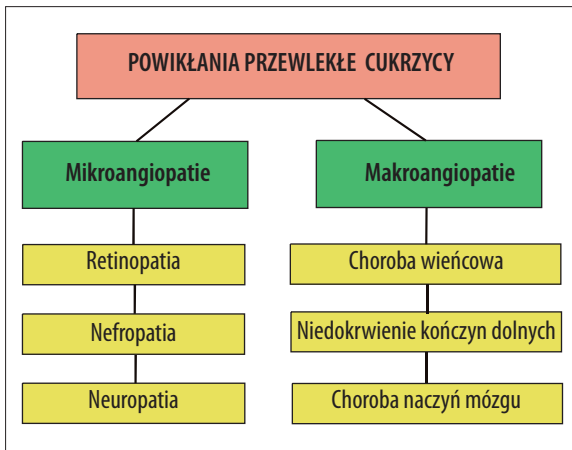 POWIKŁANIA PRZEWLEKŁE CUKRZYCY
Mikroangiopatie
Retinopatia
Nefropatia
Neuropatia
Makroangiopatie
Choroba wieńcowa
Niedokrwienie kończyn dolnych
Choroba naczyń mózgu